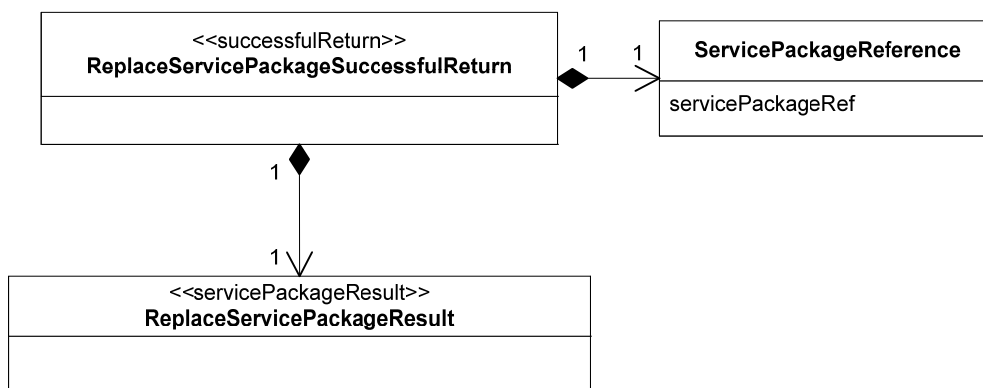 <<successfulReturn>>
ReplaceServicePackageSuccessfulReturn
1
1
ServicePackageReference
servicePackageRef
1
1
<<servicePackageResult>>
ReplaceServicePackageResult